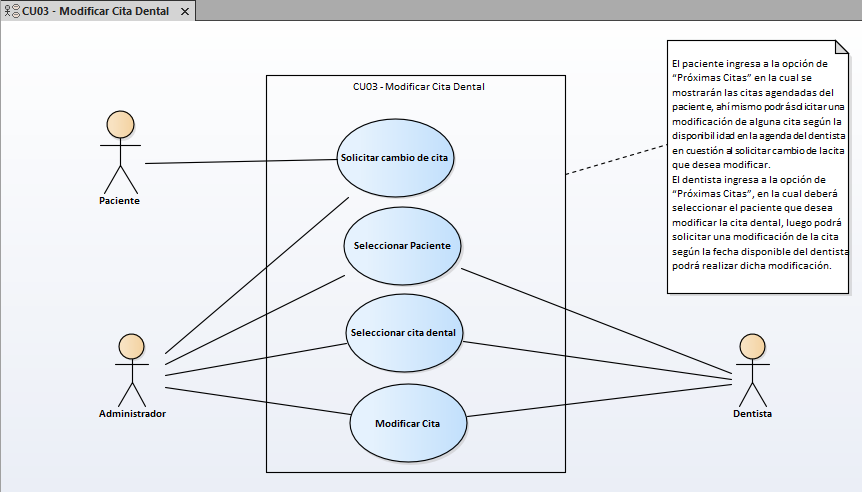 CU03 - Modificar Cita Dental
CU03 - Modificar Cita Dental
El paciente ingresa a la opción de
“Próximas Citas” en la cual se
mostrarán las citas agendadas del
paciente, ahí mismo podrá solicitar una
modificación de alguna cita según la
disponibilidad en la agenda del dentista
en cuestión al solicitar cambio de la cita
que desea modificar.
El dentista ingresa a la opción de
“Próximas Citas”, en la cual deberá
seleccionar el paciente que desea
modificar la cita dental, luego podrá
solicitar una modificación de la cita
según la fecha disponible del dentista
podrá realizar dicha modificación.
Solicitar cambio de cita
Paciente
Seleccionar Paciente
Seleccionar cita dental
Administrador
Dentista
Modificar Cita